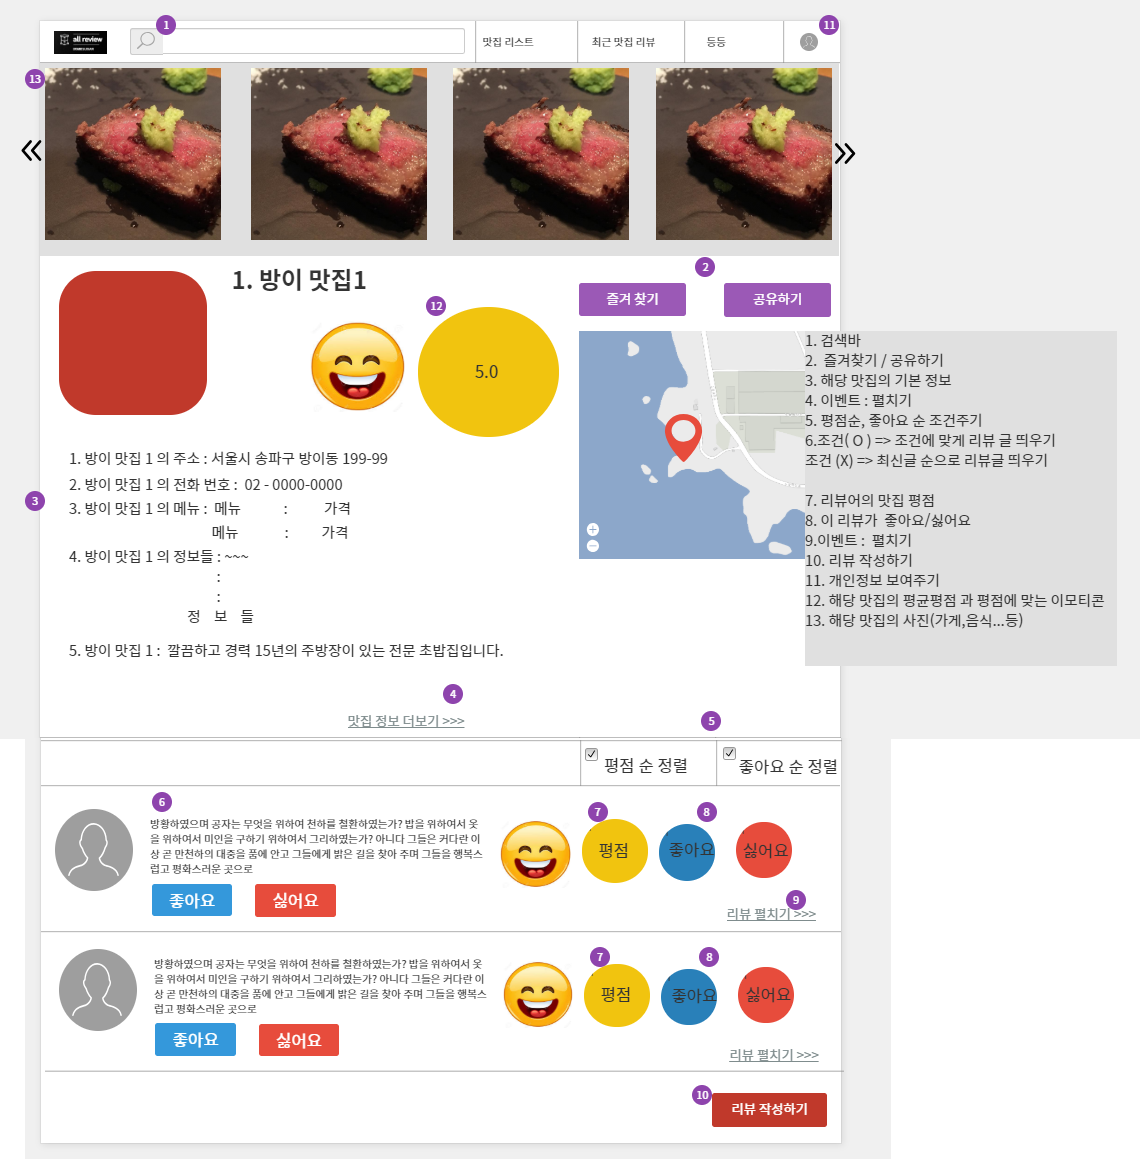 1
11
all review
맛집 리스트
최근 맛집 리뷰
등등
13
1. 방이 맛집1
2
즐겨 찾기
공유하기
12
5.0
1. 검색바
2. 즐겨찾기 / 공유하기
3. 해당 맛집의 기본 정보
4. 이벤트 : 펼치기
5. 평점순, 좋아요 순 조건주기
6.조건( O ) => 조건에 맞게 리뷰 글 띄우기
조건 (X) => 최신글 순으로 리뷰글 띄우기
7. 리뷰어의 맛집 평점
8. 이 리뷰가 좋아요/싫어요
9.이벤트 : 펼치기
10. 리뷰 작성하기
11. 개인정보 보여주기
12. 해당 맛집의 평균평점 과 평점에 맞는 이모티콘
13. 해당 맛집의 사진(가게,음식...등)
3
1. 방이 맛집 1 의 주소 : 서울시 송파구 방이동 199-99
2. 방이 맛집 1 의 전화 번호 : 02 - 0000-0000
3. 방이 맛집 1 의 메뉴 : 메뉴 : 가격
메뉴 : 가격
4. 방이 맛집 1 의 정보들 : ~~~
:
:
정 보 들
5. 방이 맛집 1 : 깔끔하고 경력 15년의 주방장이 있는 전문 초밥집입니다.
4
맛집 정보 더보기 >>>
5
평점 순 정렬
좋아요 순 정렬
6
7
8
방황하였으며 공자는 무엇을 위하여 천하를 철환하였는가? 밥을 위하여서 옷
을 위하여서 미인을 구하기 위하여서 그리하였는가? 아니다 그들은 커다란 이
상 곧 만천하의 대중을 품에 안고 그들에게 밝은 길을 찾아 주며 그들을 행복스
럽고 평화스러운 곳으로
평점
좋아요
싫어요
좋아요
싫어요
9
리뷰 펼치기 >>>
7
8
방황하였으며 공자는 무엇을 위하여 천하를 철환하였는가? 밥을 위하여서 옷
을 위하여서 미인을 구하기 위하여서 그리하였는가? 아니다 그들은 커다란 이
상 곧 만천하의 대중을 품에 안고 그들에게 밝은 길을 찾아 주며 그들을 행복스
럽고 평화스러운 곳으로
평점
좋아요
싫어요
좋아요
싫어요
리뷰 펼치기 >>>
10
리뷰 작성하기